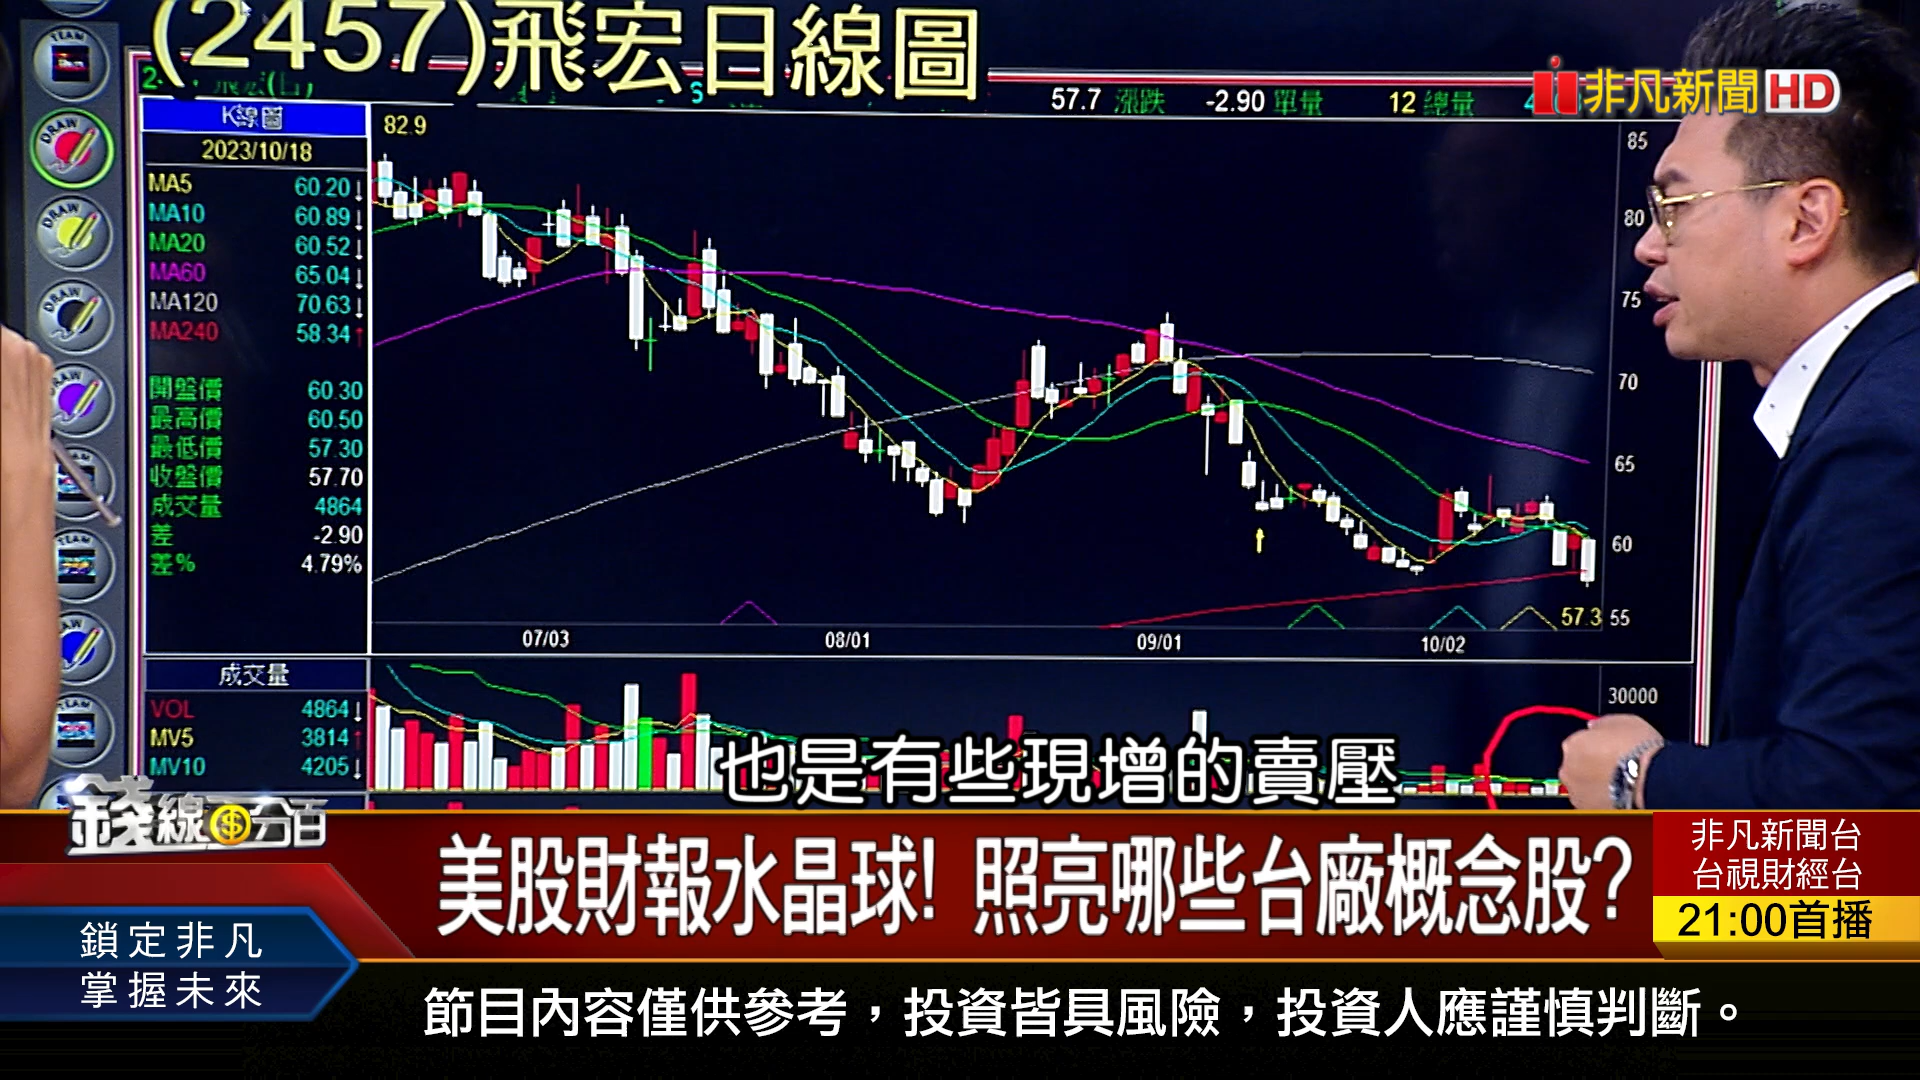 (2457)飛宏日線圖
57.7 漲跌 -2.90 單量 12 總量
非凡新聞HD
K線圖
82.9
2023/10/18
MA5 60.20↓
MA10 60.89↓
MA20 60.52↓
MA60 65.04↓
MA120 70.63↓
MA240 58.34↑
開盤價 60.30
最高價 60.50
最低價 57.30
收盤價 57.70
成交量 4864
差 -2.90
差% 4.79%
85
80
75
70
65
60
55
57.3
07/03 08/01 09/01 10/02
成交量
VOL 4864↓
MV5 3814↑
MV10 4205↓
30000
DRAW
DRAW
DRAW
TEAM
TEAM
TEAM
也是有些現增的賣壓
錢線百分百
美股財報水晶球! 照亮哪些台廠概念股?
非凡新聞台
台視財經台
21:00首播
鎖定非凡
掌握未來
節目內容僅供參考，投資皆具風險，投資人應謹慎判斷。